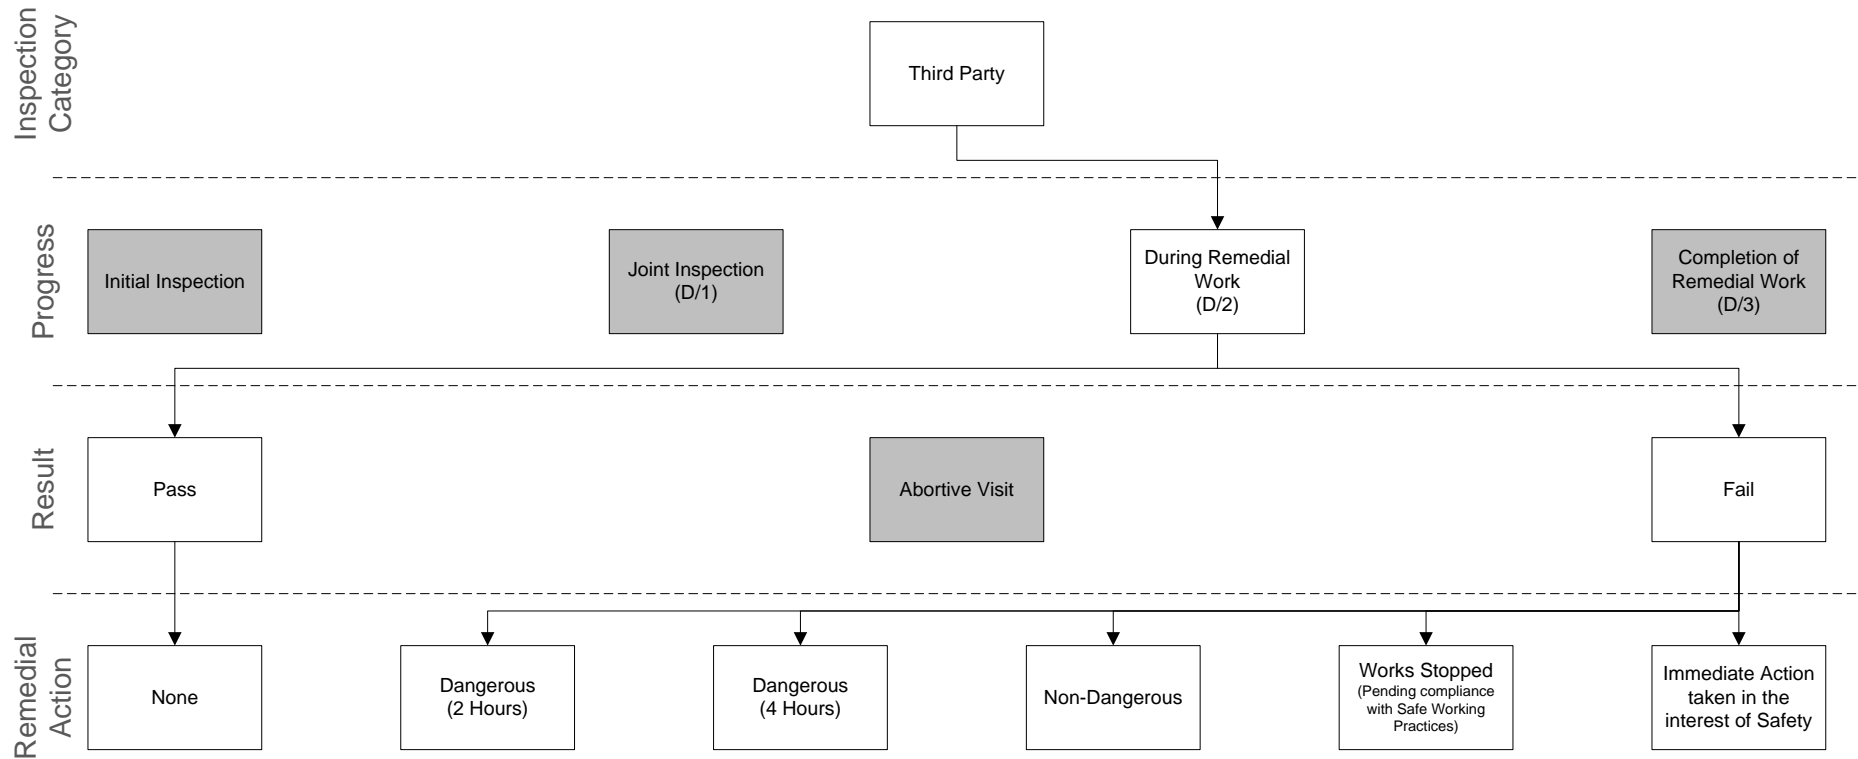 Inspection
Category
Third Party
Progress
Initial Inspection
Joint Inspection
(D/1)
During Remedial
Work
(D/2)
Completion of
Remedial Work
(D/3)
Result
Pass
Abortive Visit
Fail
Remedial
Action
None
Dangerous
(2 Hours)
Dangerous
(4 Hours)
Non-Dangerous
Works Stopped
(Pending compliance
with Safe Working
Practices)
Immediate Action
taken in the
interest of Safety